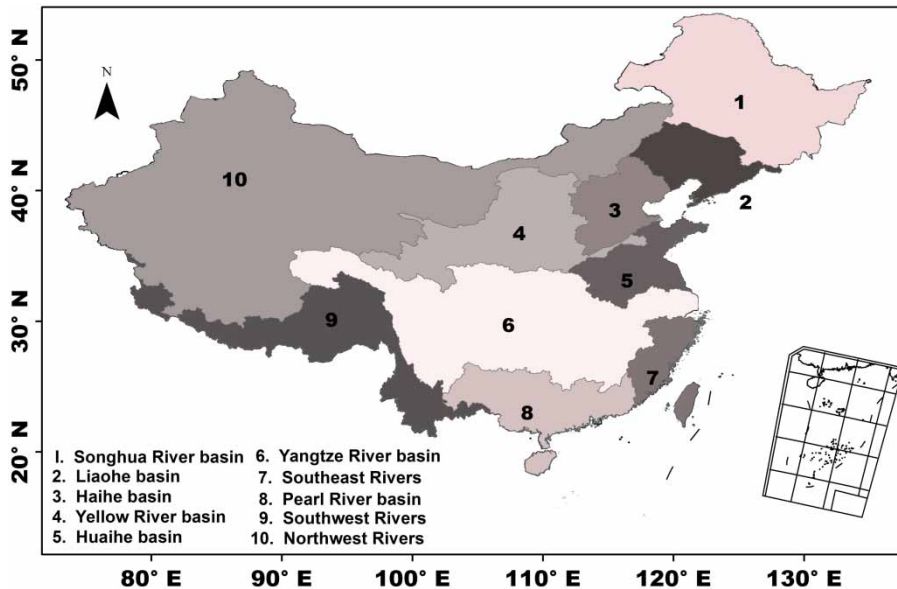 50° N
40° N
30° N
20° N
N
1
2
3
4
5
6
7
8
9
10
1. Songhua River basin
2. Liaohe basin
3. Haihe basin
4. Yellow River basin
5. Huaihe basin
6. Yangtze River basin
7. Southeast Rivers
8. Pearl River basin
9. Southwest Rivers
10. Northwest Rivers
80° E 90° E 100° E 110° E 120° E 130° E